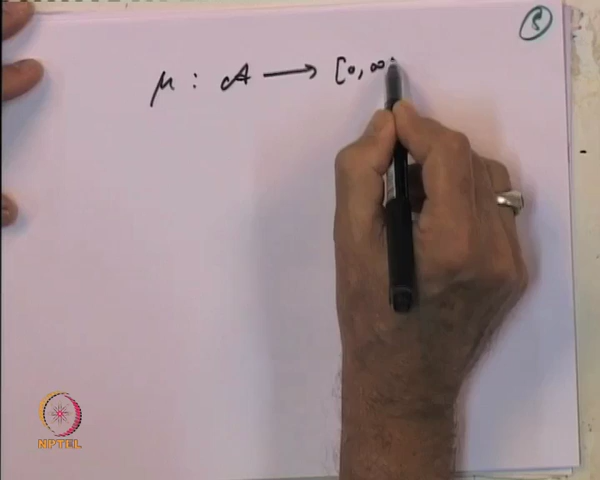 5
μ : 𝒜 ⟶ [0, ∞
NPTEL